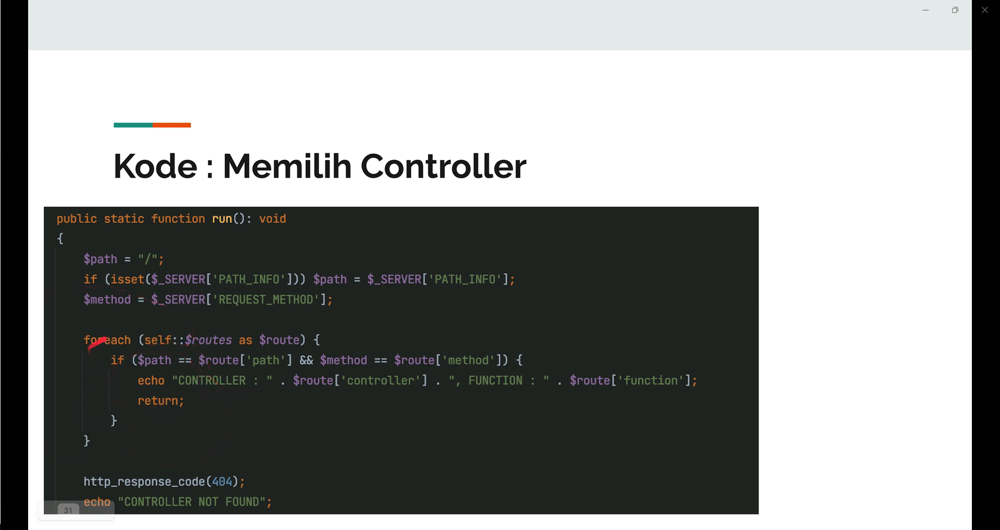 Kode : Memilih Controller
public static function run(): void
{
$path = "/";
if (isset($_SERVER['PATH_INFO'])) $path = $_SERVER['PATH_INFO'];
$method = $_SERVER['REQUEST_METHOD'];
foreach (self::$routes as $route) {
if ($path == $route['path'] && $method == $route['method']) {
echo "CONTROLLER : " . $route['controller'] . ", FUNCTION : " . $route['function'];
return;
}
}
http_response_code(404);
echo "CONTROLLER NOT FOUND";
31